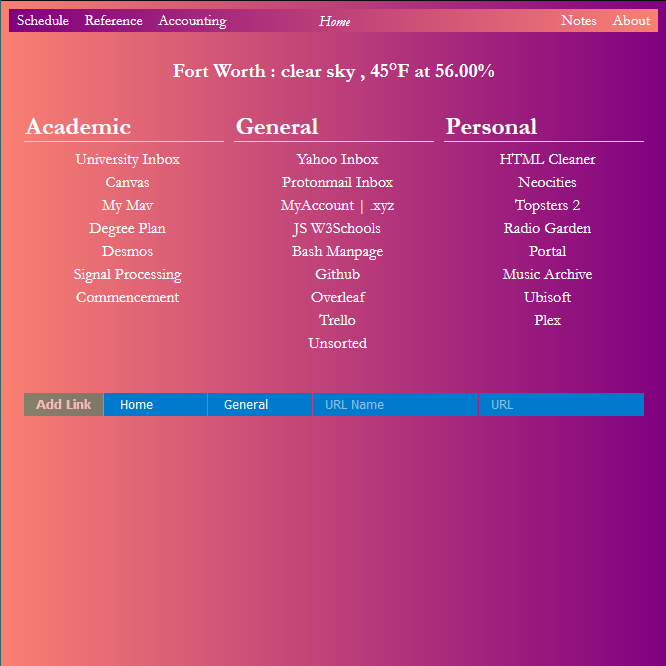 Schedule Reference Accounting Home Notes About
Fort Worth : clear sky , 45°F at 56.00%
Academic
University Inbox
Canvas
My Mav
Degree Plan
Desmos
Signal Processing
Commencement
General
Yahoo Inbox
Protonmail Inbox
MyAccount | .xyz
JS W3Schools
Bash Manpage
Github
Overleaf
Trello
Unsorted
Personal
HTML Cleaner
Neocities
Topsters 2
Radio Garden
Portal
Music Archive
Ubisoft
Plex
Add Link Home General URL Name URL